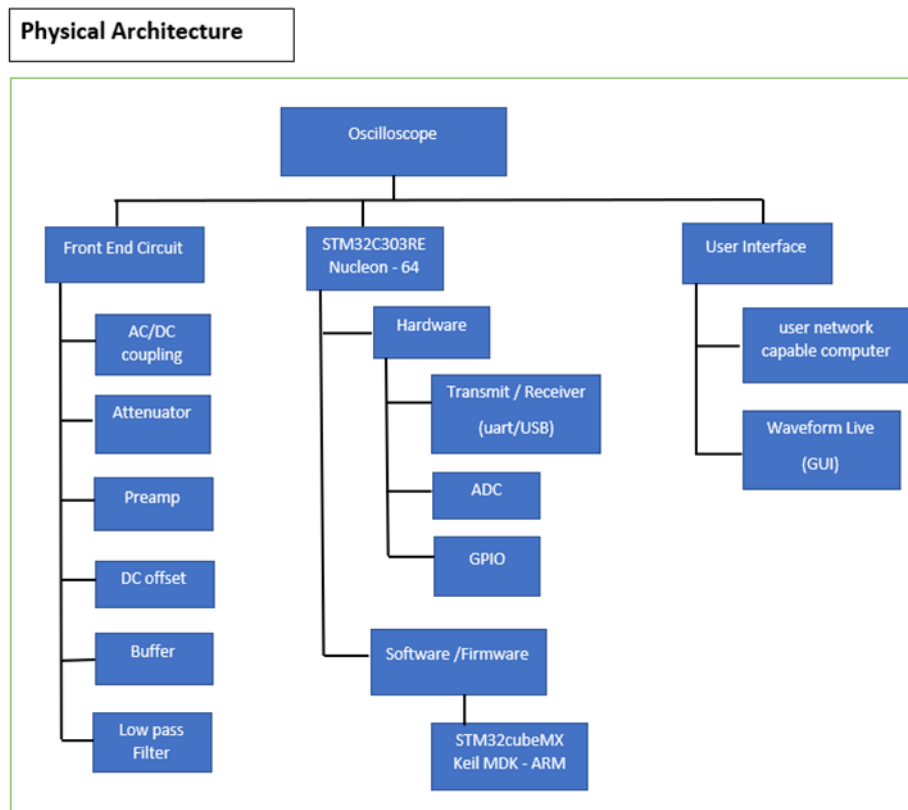 Physical Architecture
Oscilloscope
Front End Circuit
AC/DC
coupling
Attenuator
Preamp
DC offset
Buffer
Low pass
Filter
STM32C303RE
Nucleon - 64
Hardware
Transmit / Receiver
(uart/USB)
ADC
GPIO
Software /Firmware
STM32cubeMX
Keil MDK - ARM
User Interface
user network
capable computer
Waveform Live
(GUI)